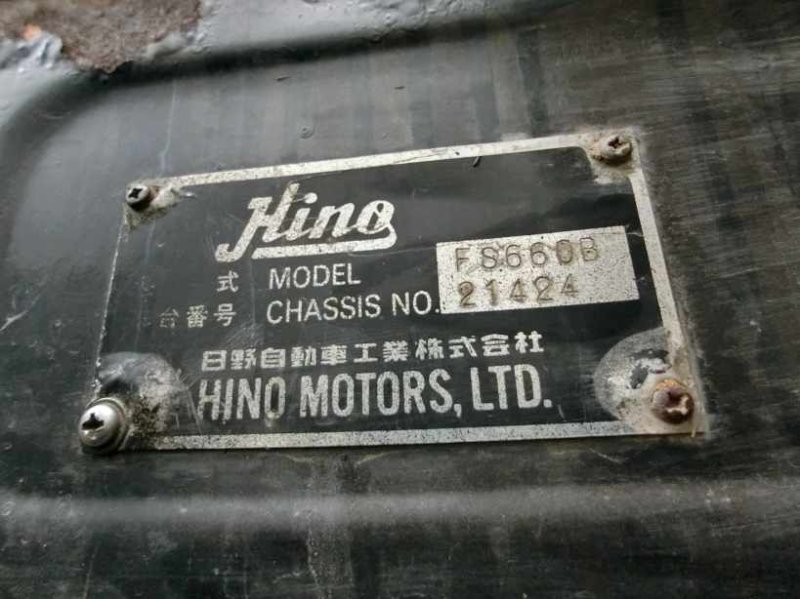 Hino
式 MODEL FS660B
台番号 CHASSIS NO. 21424
日野自動車工業株式会社
HINO MOTORS, LTD.